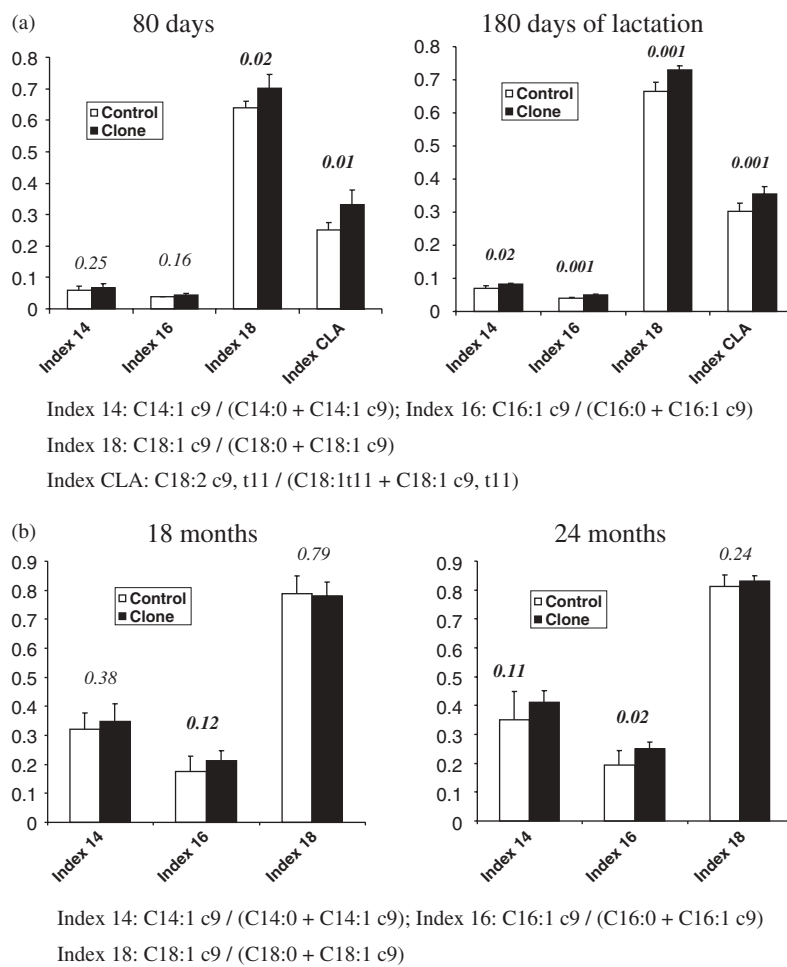 (a)
80 days
180 days of lactation
0.8
0.7
0.6
0.5
0.4
0.3
0.2
0.1
0
Control
Clone
0.25
0.16
0.02
0.01
Index 14
Index 16
Index 18
Index CLA
0.8
0.7
0.6
0.5
0.4
0.3
0.2
0.1
0
Control
Clone
0.02
0.001
0.001
0.001
Index 14
Index 16
Index 18
Index CLA
Index 14: C14:1 c9 / (C14:0 + C14:1 c9); Index 16: C16:1 c9 / (C16:0 + C16:1 c9)
Index 18: C18:1 c9 / (C18:0 + C18:1 c9)
Index CLA: C18:2 c9, t11 / (C18:1t11 + C18:1 c9, t11)
(b)
18 months
24 months
0.9
0.8
0.7
0.6
0.5
0.4
0.3
0.2
0.1
0
Control
Clone
0.38
0.12
0.79
Index 14
Index 16
Index 18
0.9
0.8
0.7
0.6
0.5
0.4
0.3
0.2
0.1
0
Control
Clone
0.11
0.02
0.24
Index 14
Index 16
Index 18
Index 14: C14:1 c9 / (C14:0 + C14:1 c9); Index 16: C16:1 c9 / (C16:0 + C16:1 c9)
Index 18: C18:1 c9 / (C18:0 + C18:1 c9)